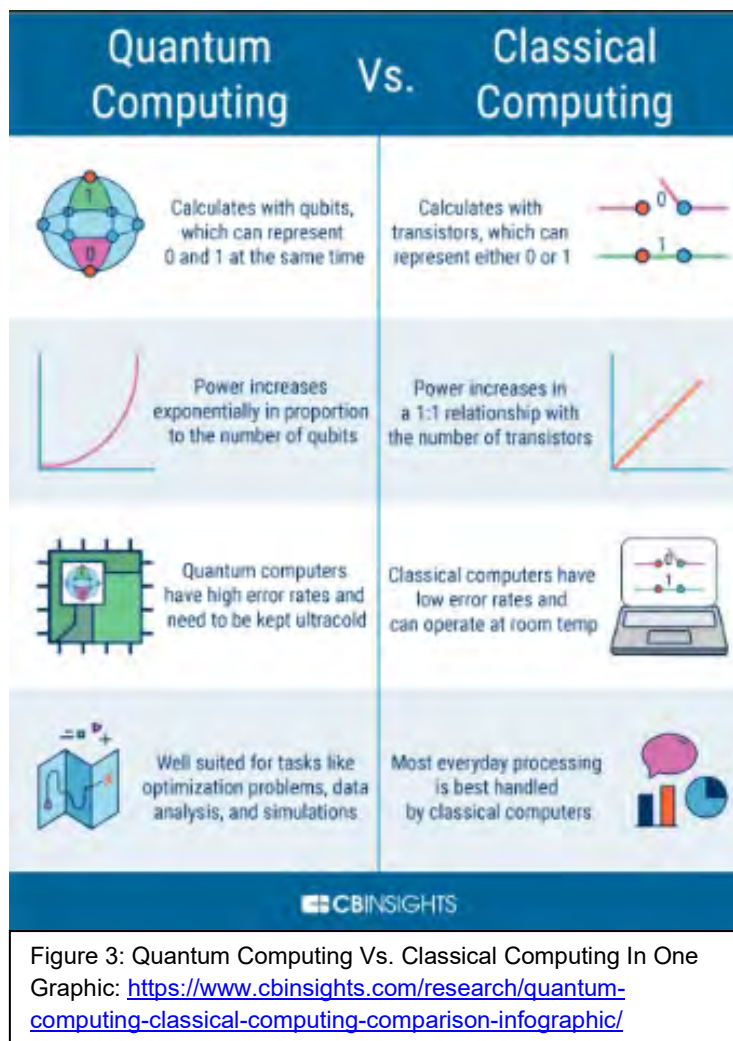 Quantum
Computing
Vs.
Classical
Computing
1
0
Calculates with qubits,
which can represent
0 and 1 at the same time
Calculates with
transistors, which can
represent either 0 or 1
0
1
Power increases
exponentially in proportion
to the number of qubits
Power increases in
a 1:1 relationship with
the number of transistors
Quantum computers
have high error rates and
need to be kept ultracold
Classical computers have
low error rates and
can operate at room temp
0
1
Well suited for tasks like
optimization problems, data
analysis, and simulations
Most everyday processing
is best handled
by classical computers
CBINSIGHTS
Figure 3: Quantum Computing Vs. Classical Computing In One
Graphic: https://www.cbinsights.com/research/quantum-
computing-classical-computing-comparison-infographic/